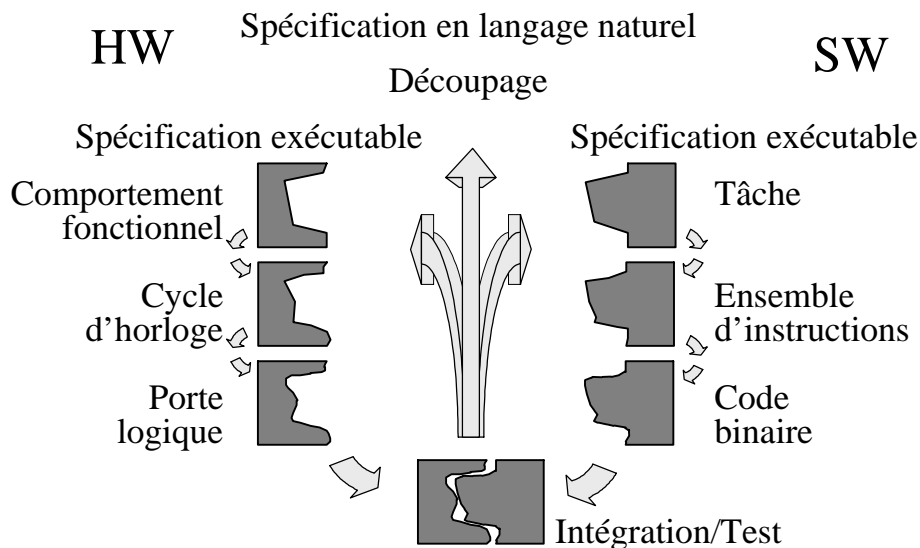 HW
Spécification en langage naturel
SW
Découpage
Spécification exécutable
Spécification exécutable
Comportement
fonctionnel
Tâche
Cycle
d'horloge
Ensemble
d'instructions
Porte
logique
Code
binaire
Intégration/Test